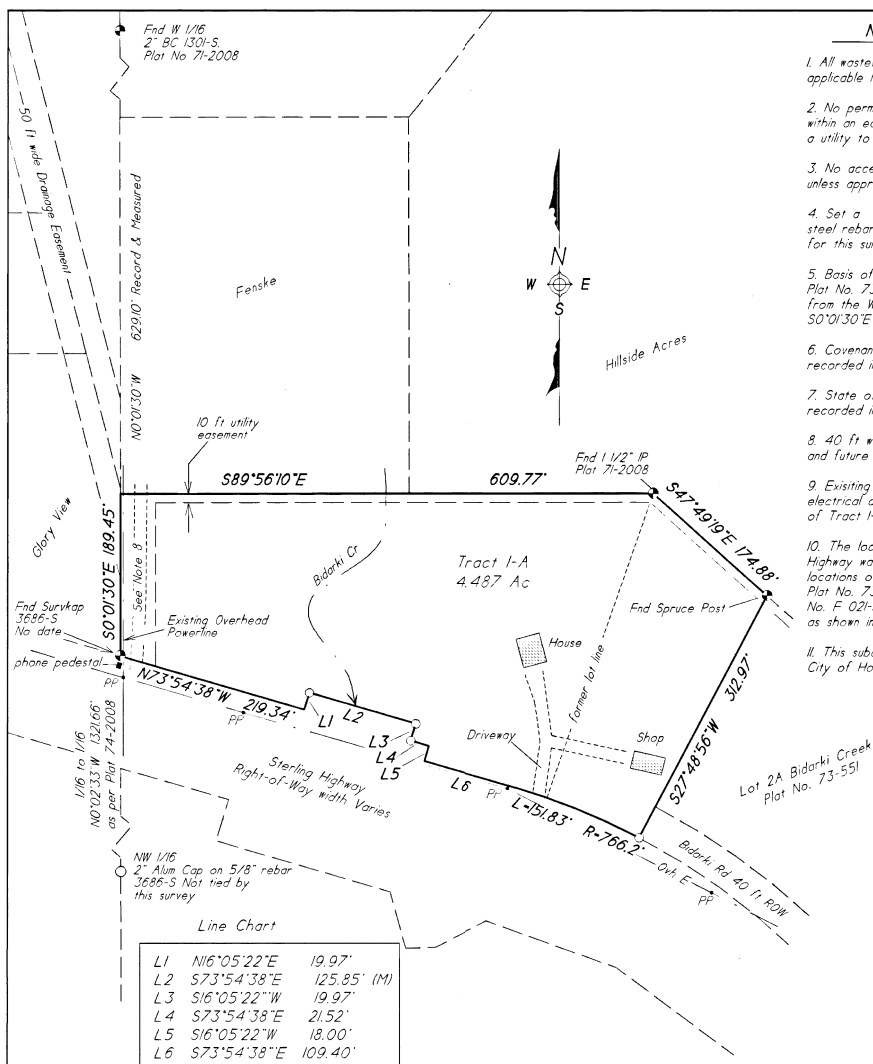 Fnd W 1/16
2" BC 1301-S.
Plat No 71-2008
50 ft wide Drainage Easement
629.10' Record & Measured
N0°01'30"W
Fenske
N
W E
S
Hillside Acres
10 ft utility
easement
S89°56'10"E 609.77'
Fnd 1 1/2" IP
Plat 71-2008
S47°49'19"E 174.88'
Glory View
S0°01'30"E 189.45'
See Note 8
Bidarki Cr
Tract 1-A
4.487 Ac
Fnd Spruce Post
Fnd Survkap
3686-S
No date
Existing Overhead
Powerline
phone pedestal
PP
House
former lot line
312.97'
S27°48'56"W
N73°54'38"W
219.34'
PP
L1
L2
L3
L4
L5
L6
Driveway
Shop
Sterling Highway
Right-of-Way width Varies
PP
L-151.83'
R-766.2'
Lot 2A Bidarki Creek
Plat No. 73-551
1/16 to 1/16
N0°02'33"W 1321.66'
as per Plat 74-2008
Bidarki Rd 40 ft ROW
Ovh E
PP
NW 1/16
2" Alum Cap on 5/8" rebar
3686-S Not tied by
this survey
Line Chart
L1 N16°05'22"E 19.97'
L2 S73°54'38"E 125.85' (M)
L3 S16°05'22"W 19.97'
L4 S73°54'38"E 21.52'
L5 S16°05'22"W 18.00'
L6 S73°54'38"E 109.40'
N
1. All waste
applicable
2. No perm
within an ea
a utility to
3. No acce
unless appr
4. Set a
steel rebar
for this su
5. Basis of
Plat No. 73
from the W
S0°01'30"E
6. Covenan
recorded i
7. State o
recorded i
8. 40 ft w
and future
9. Exisiting
electrical a
of Tract 1-
10. The loc
Highway wa
locations o
Plat No. 73
No. F 021-
as shown in
11. This subd
City of Ho